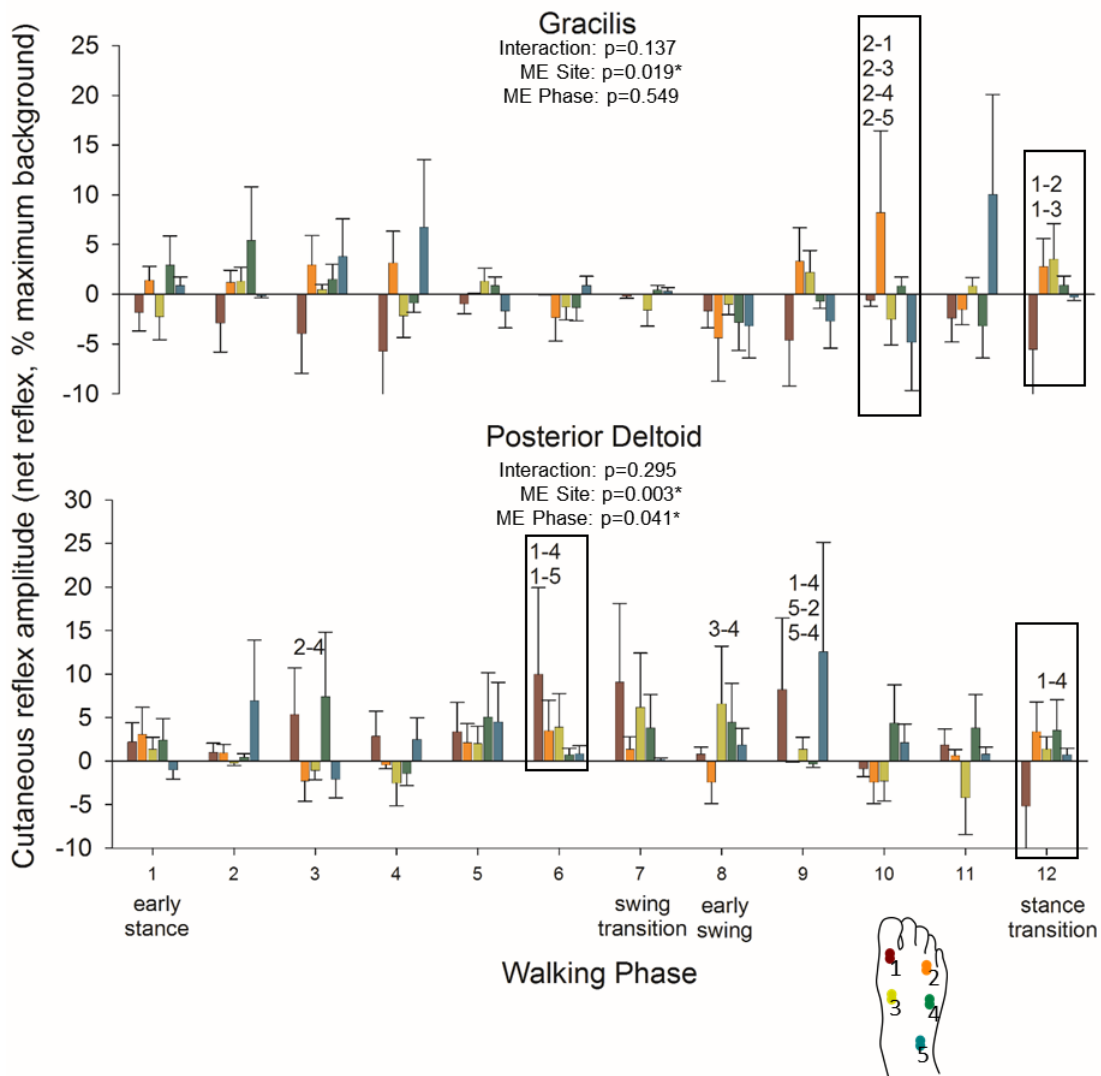 Cutaneous reflex amplitude (net reflex, % maximum background)
Gracilis
Interaction: p=0.137
ME Site: p=0.019*
ME Phase: p=0.549
25
20
15
10
5
0
-5
-10
2-1
2-3
2-4
2-5
1-2
1-3
Posterior Deltoid
Interaction: p=0.295
ME Site: p=0.003*
ME Phase: p=0.041*
30
25
20
15
10
5
0
-5
-10
2-4
1-4
1-5
3-4
1-4
5-2
5-4
1-4
1 2 3 4 5 6 7 8 9 10 11 12
early stance
swing transition
early swing
stance transition
Walking Phase
1
2
3
4
5